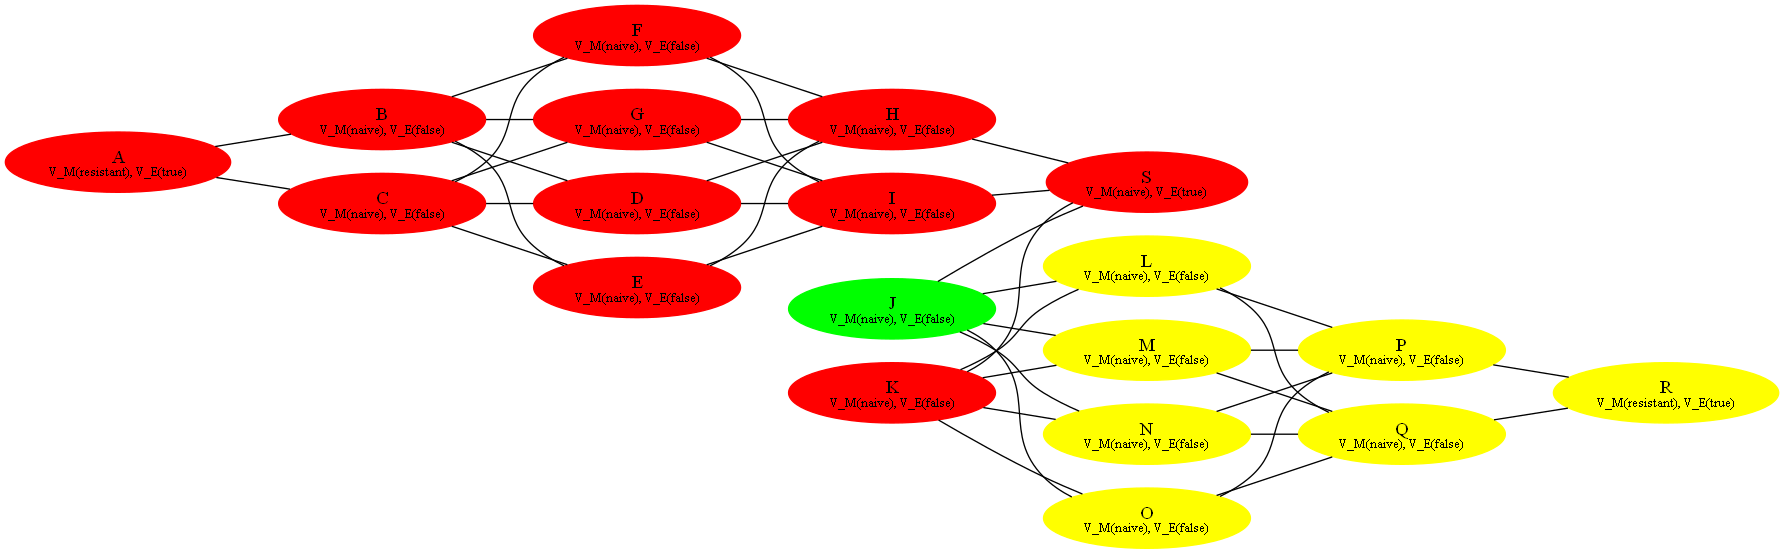 F
V_M(naive), V_E(false)
B
V_M(naive), V_E(false)
G
V_M(naive), V_E(false)
H
V_M(naive), V_E(false)
A
V_M(resistant), V_E(true)
C
V_M(naive), V_E(false)
D
V_M(naive), V_E(false)
I
V_M(naive), V_E(false)
S
V_M(naive), V_E(true)
E
V_M(naive), V_E(false)
L
V_M(naive), V_E(false)
J
V_M(naive), V_E(false)
M
V_M(naive), V_E(false)
P
V_M(naive), V_E(false)
K
V_M(naive), V_E(false)
R
V_M(resistant), V_E(true)
N
V_M(naive), V_E(false)
Q
V_M(naive), V_E(false)
O
V_M(naive), V_E(false)